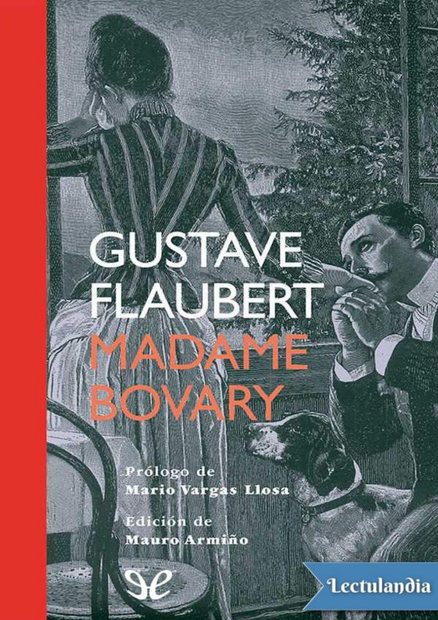 GUSTAVE
FLAUBERT
MADAME
BOVARY
Prólogo de
Mario Vargas Llosa
Edición de
Mauro Armiño
Lectulandia